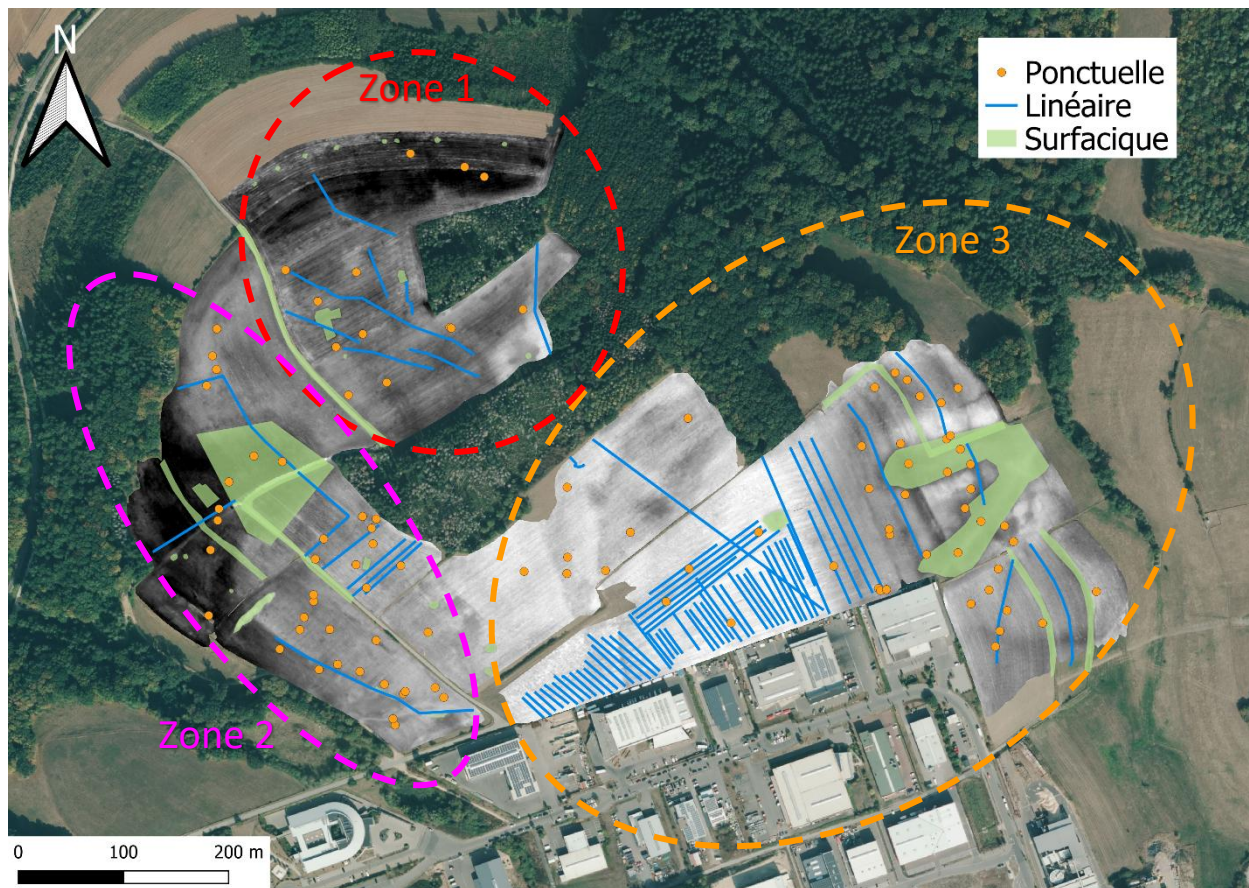 N
Zone 1
Ponctuelle
Linéaire
Surfacique
Zone 3
Zone 2
0 100 200 m